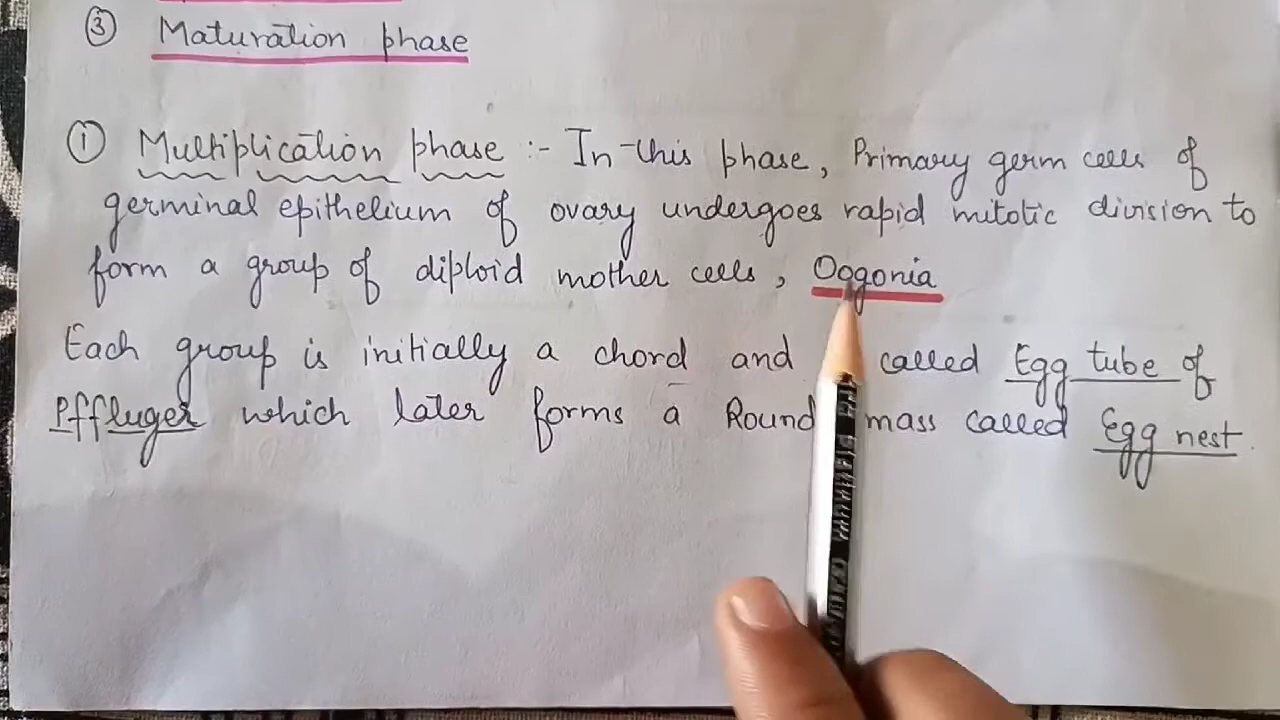 ③ Maturation phase
① Multiplication phase :- In this phase, Primary germ cells of
germinal epithelium of ovary undergoes rapid mitotic division to
form a group of diploid mother cells, Oogonia
Each group is initially a chord and called Egg tube of
Pffluger which later forms a Round mass called Egg nest.